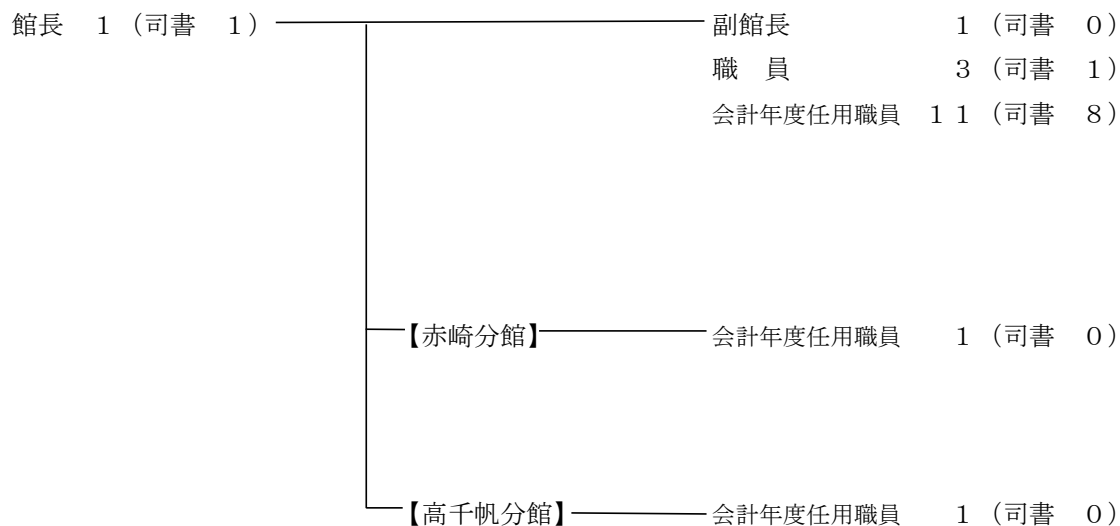 館長　１（司書　１） 副館長　１（司書　０）
職　員　３（司書　１）
会計年度任用職員　１１（司書　８）
【赤崎分館】 会計年度任用職員　１（司書　０）
【高千帆分館】 会計年度任用職員　１（司書　０）